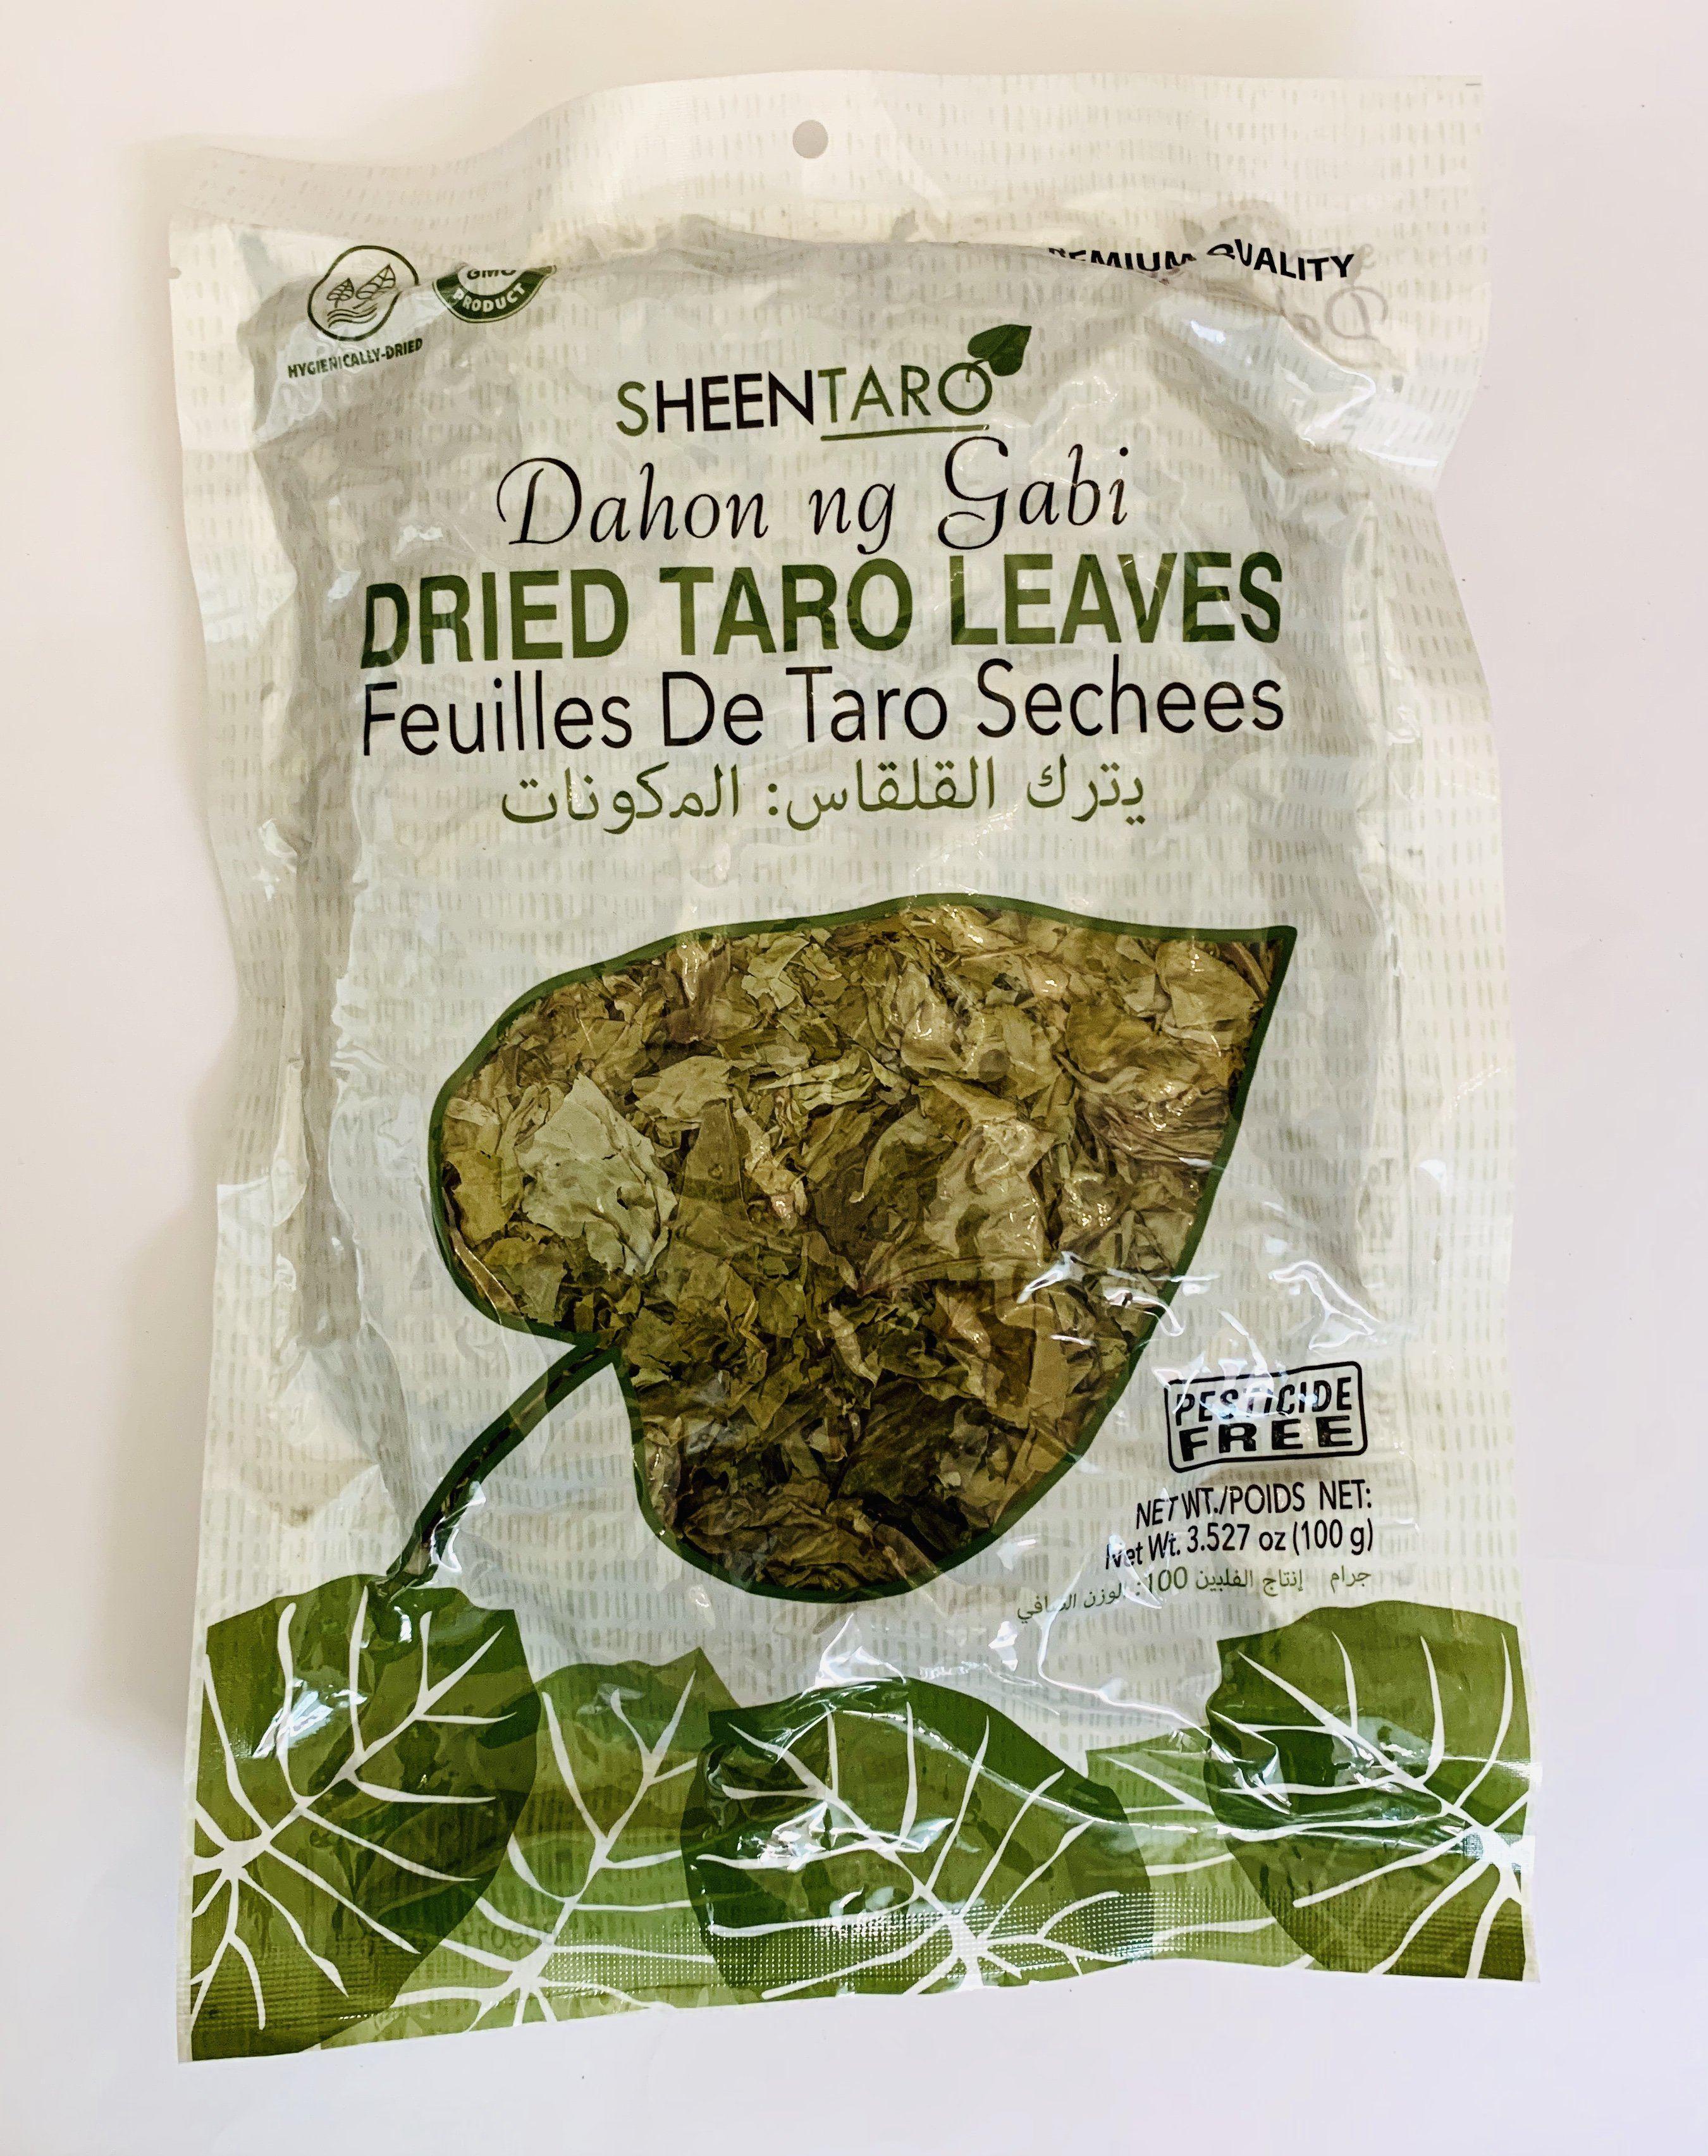 PREMIUM QUALITY
GMO
PRODUCT
HYGIENICALLY-DRIED
SHEENTARO
Dahon ng Gabi
DRIED TARO LEAVES
Feuilles De Taro Sechees
يترك القلقاس: المكونات
PESTICIDE
FREE
NET WT./POIDS NET:
Net Wt. 3.527 oz (100 g)
جرام إنتاج الفلبين 100: الوزن الصافي